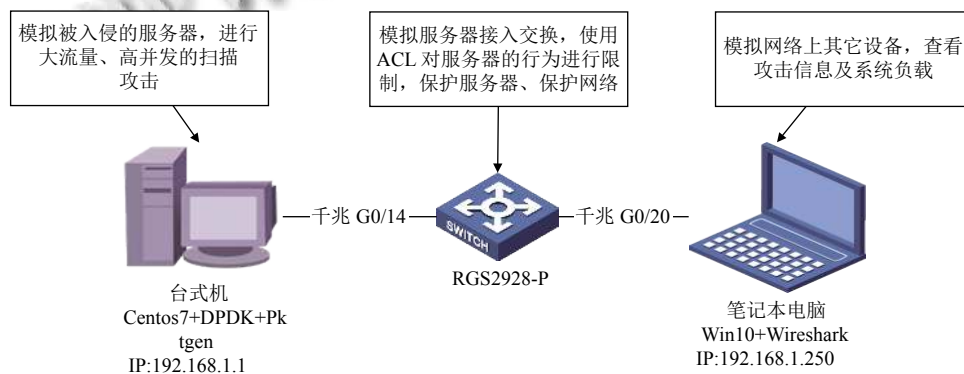 模拟被入侵的服务器，进行
大流量、高并发的扫描
攻击
模拟服务器接入交换，使用
ACL 对服务器的行为进行限
制，保护服务器、保护网络
模拟网络上其它设备，查看
攻击信息及系统负载
千兆 G0/14
SWITCH
千兆 G0/20
RGS2928-P
台式机
Centos7+DPDK+Pk
tgen
IP:192.168.1.1
笔记本电脑
Win10+Wireshark
IP:192.168.1.250